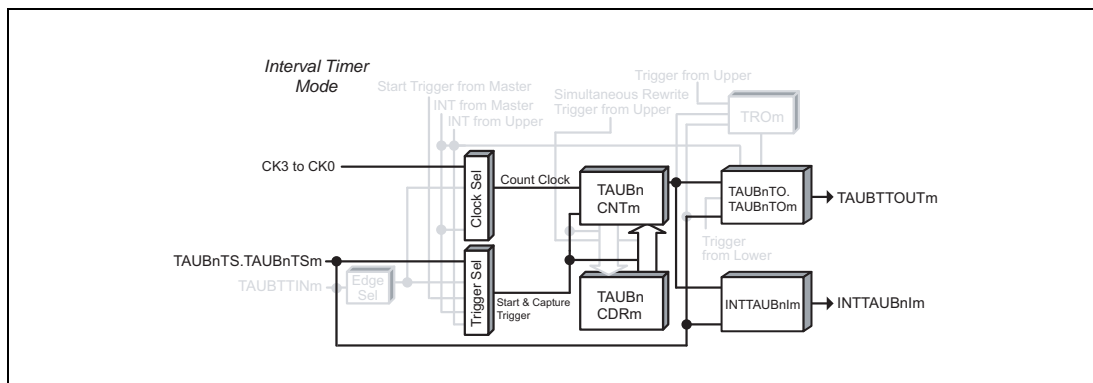 Interval Timer
Mode
Start Trigger from Master
INT from Master
INT from Upper
Simultaneous Rewrite
Trigger from Upper
Trigger from Upper
TROm
CK3 to CK0
Clock Sel
Count Clock
TAUBn
CNTm
TAUBnTO.
TAUBnTOm
TAUBTTOUTm
Trigger
from Lower
TAUBnTS.TAUBnTSm
TAUBTTINm
Edge
Sel
Trigger Sel
Start & Capture
Trigger
TAUBn
CDRm
INTTAUBnIm
INTTAUBnIm